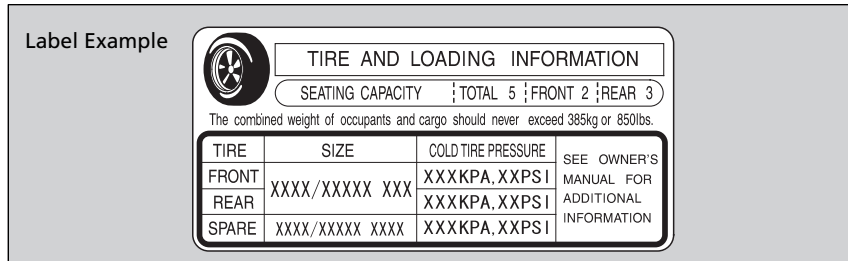 Label Example
TIRE AND LOADING INFORMATION
SEATING CAPACITY TOTAL 5 FRONT 2 REAR 3
The combined weight of occupants and cargo should never exceed 385kg or 850lbs.
TIRE SIZE COLD TIRE PRESSURE SEE OWNER'S MANUAL FOR ADDITIONAL INFORMATION
FRONT XXXX/XXXXX XXX XXXKPA,XXPSI
REAR XXXKPA,XXPSI
SPARE XXXX/XXXXX XXXX XXXKPA,XXPSI